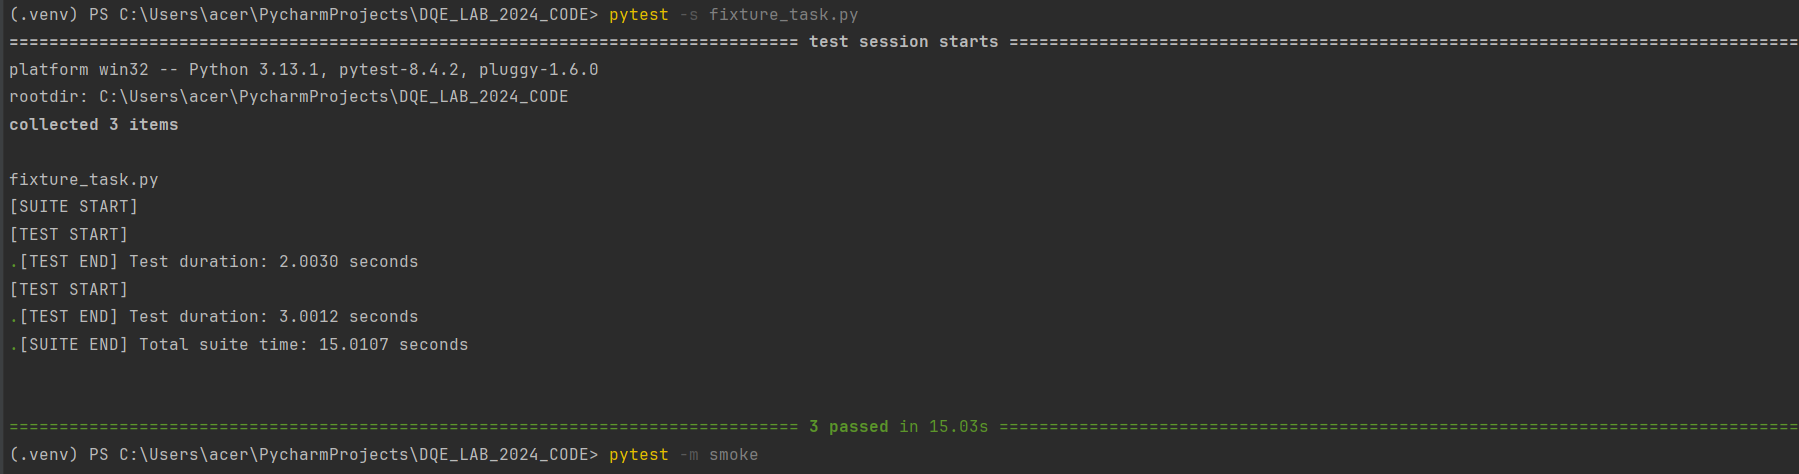 (.venv) PS C:\Users\acer\PycharmProjects\DQE_LAB_2024_CODE> pytest -s fixture_task.py
=============================================================================== test session starts ================================================================================
platform win32 -- Python 3.13.1, pytest-8.4.2, pluggy-1.6.0
rootdir: C:\Users\acer\PycharmProjects\DQE_LAB_2024_CODE
collected 3 items
fixture_task.py
[SUITE START]
[TEST START]
.[TEST END] Test duration: 2.0030 seconds
[TEST START]
.[TEST END] Test duration: 3.0012 seconds
.[SUITE END] Total suite time: 15.0107 seconds
=============================================================================== 3 passed in 15.03s ================================================================================
(.venv) PS C:\Users\acer\PycharmProjects\DQE_LAB_2024_CODE> pytest -m smoke